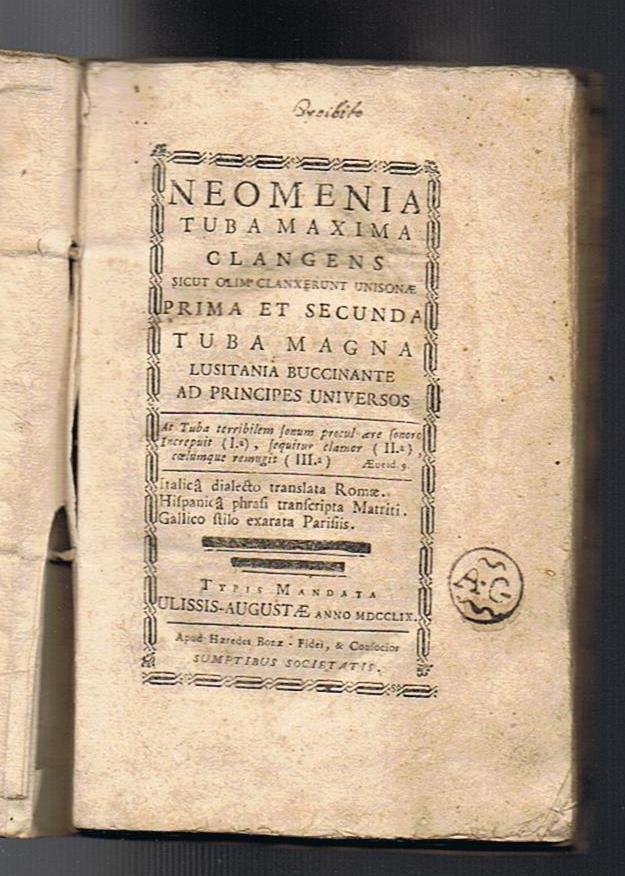 Proibito
NEOMENIA
TUBA MAXIMA
CLANGENS
SICUT OLIM CLANXERUNT UNISONÆ
PRIMA ET SECUNDA
TUBA MAGNA
LUSITANIA BUCCINANTE
AD PRINCIPES UNIVERSOS
At Tuba terribilem ſonum procul ære ſonoro
Increpuit (I.ª), ſequitur clamor (II.ª),
cœlumque remugit (III.ª) Æneid. 9.
Italicâ dialecto translata Romæ.
Hiſpanicâ phraſi tranſcripta Matriti.
Gallico ſtilo exarata Pariſiis.
TYPIS MANDATA
ULISSIS-AUGUSTÆ ANNO MDCCLIX.
Apud Hæredes Bonæ-Fidei, & Conſocios
SUMPTIBUS SOCIETATIS.
A.G